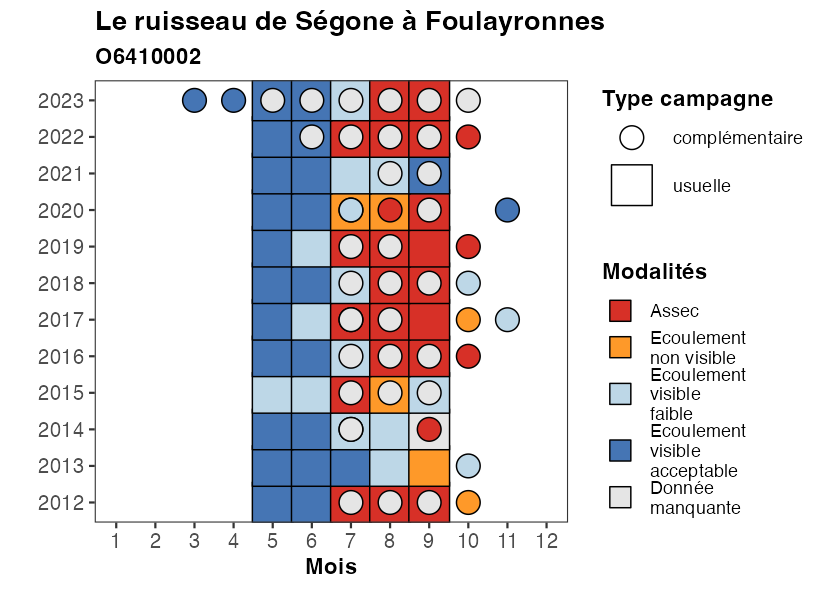 Le ruisseau de Ségone à Foulayronnes
O6410002
2023
2022
2021
2020
2019
2018
2017
2016
2015
2014
2013
2012
1 2 3 4 5 6 7 8 9 10 11 12
Mois
Type campagne
complémentaire
usuelle
Modalités
Assec
Ecoulement
non visible
Ecoulement
visible
faible
Ecoulement
visible
acceptable
Donnée
manquante